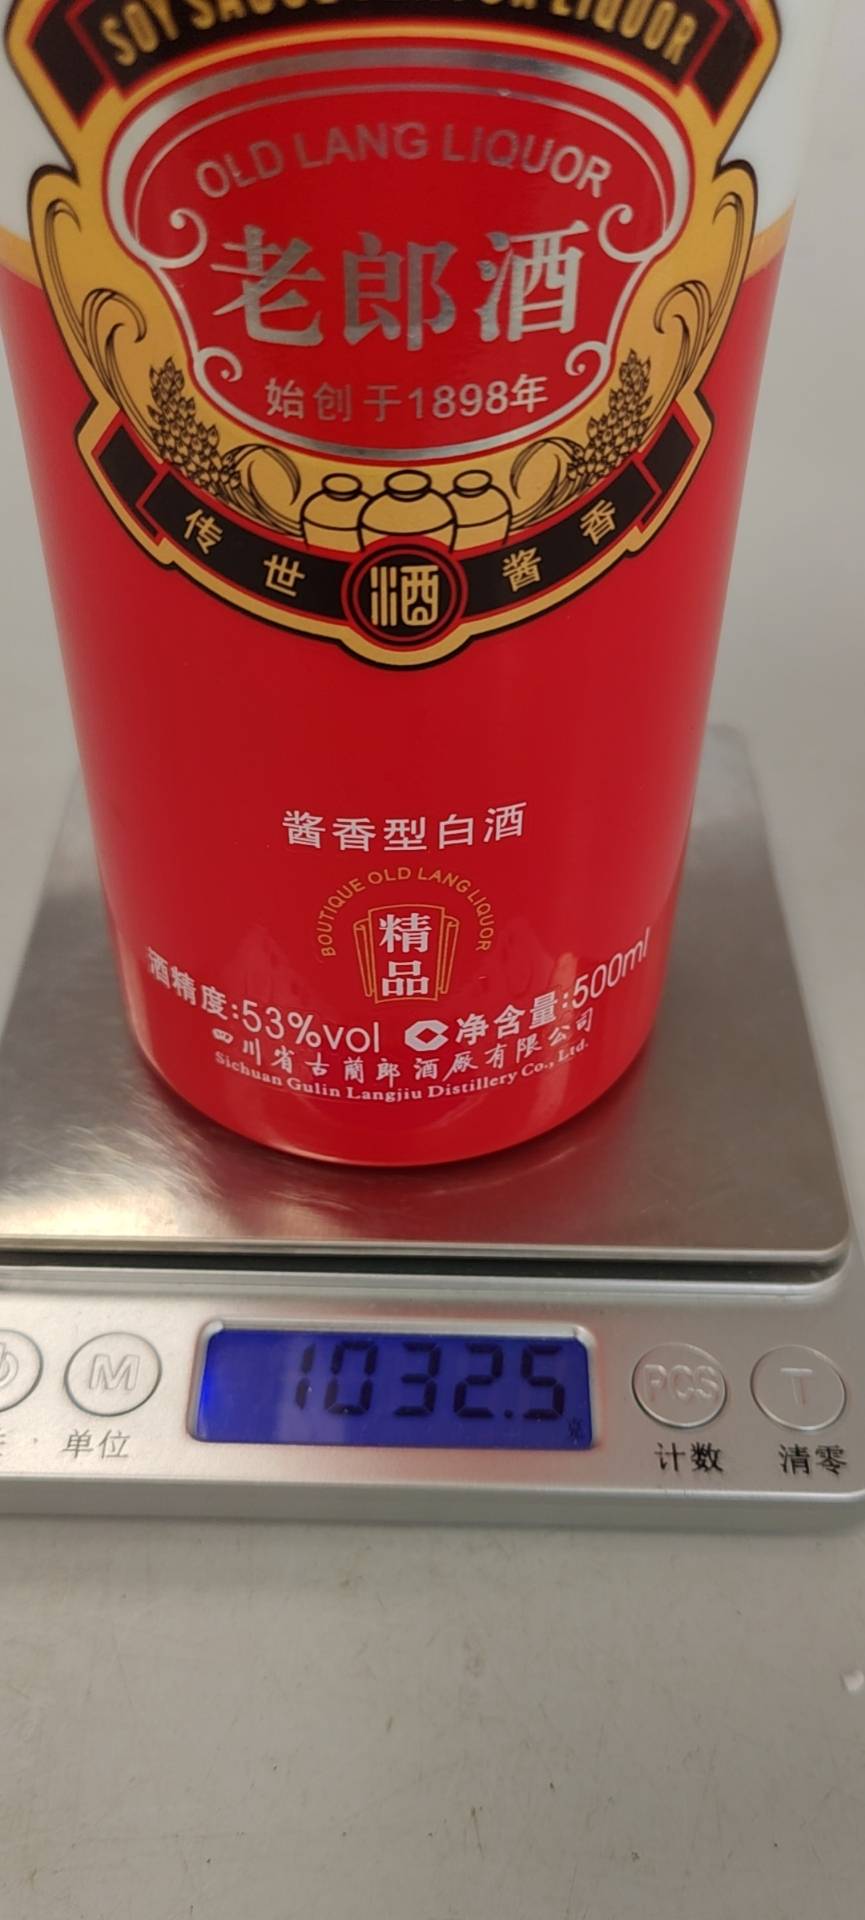 SOY SAUCE FLAVOR LIQUOR
OLD LANG LIQUOR
老郎酒
始创于1898年
传世 酒 酱香
酱香型白酒
BOUTIQUE OLD LANG LIQUOR
精
品
酒精度:53%vol C净含量:500ml
四川省古蔺郎酒厰有限公司
Sichuan Gulin Langjiu Distillery Co., Ltd.
1032.5
克
M PCS T
单位 计数 清零